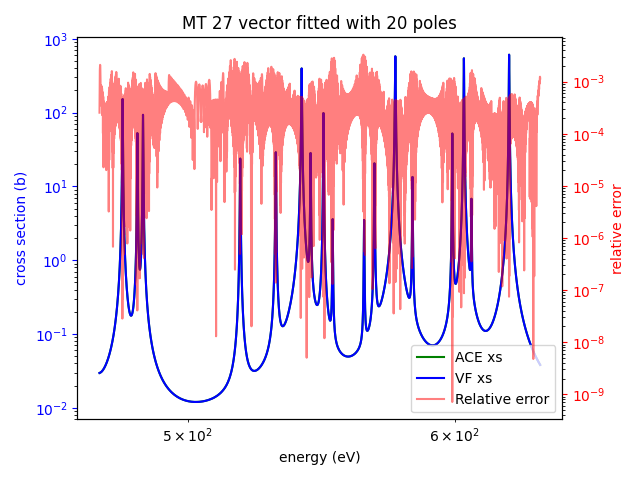 MT 27 vector fitted with 20 poles
10³
10²
10¹
10⁰
10⁻¹
10⁻²
cross section (b)
10⁻³
10⁻⁴
10⁻⁵
10⁻⁶
10⁻⁷
10⁻⁸
10⁻⁹
relative error
ACE xs
VF xs
Relative error
5 × 10²
6 × 10²
energy (eV)